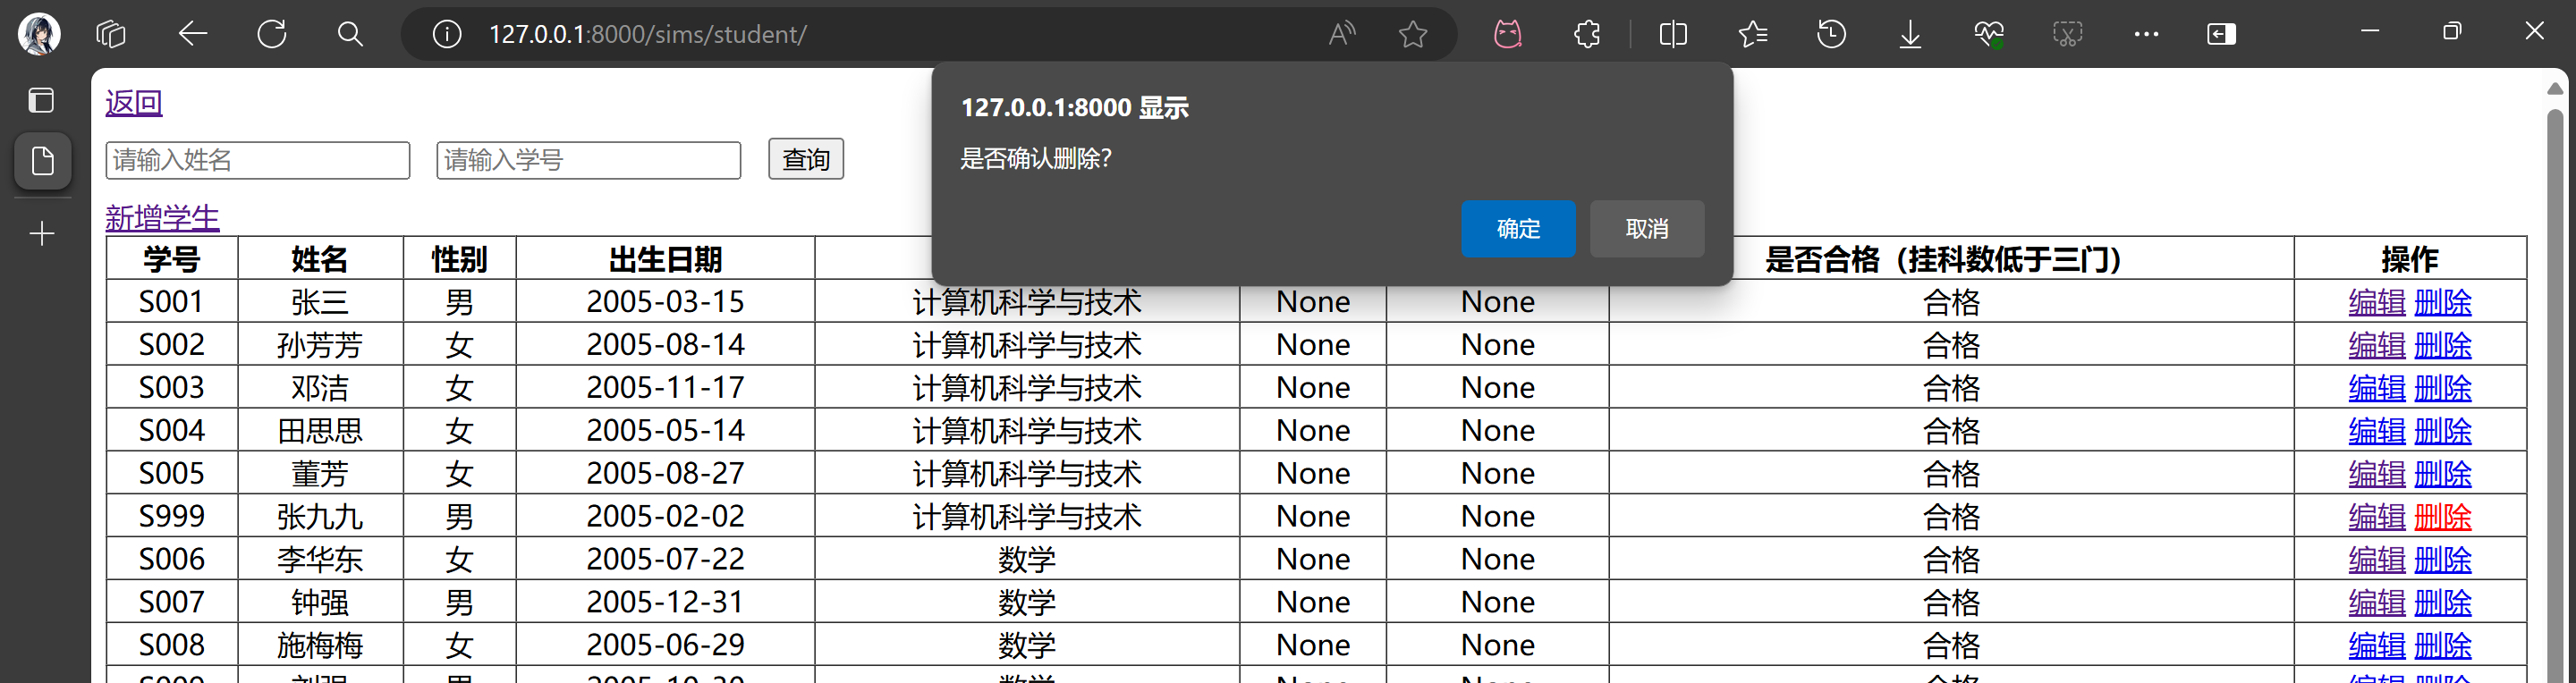 127.0.0.1:8000/sims/student/
返回
127.0.0.1:8000 显示
是否确认删除?
请输入姓名 请输入学号 查询
确定 取消
新增学生
学号 姓名 性别 出生日期 是否合格（挂科数低于三门） 操作
S001 张三 男 2005-03-15 计算机科学与技术 None None 合格 编辑 删除
S002 孙芳芳 女 2005-08-14 计算机科学与技术 None None 合格 编辑 删除
S003 邓洁 女 2005-11-17 计算机科学与技术 None None 合格 编辑 删除
S004 田思思 女 2005-05-14 计算机科学与技术 None None 合格 编辑 删除
S005 董芳 女 2005-08-27 计算机科学与技术 None None 合格 编辑 删除
S999 张九九 男 2005-02-02 计算机科学与技术 None None 合格 编辑 删除
S006 李华东 女 2005-07-22 数学 None None 合格 编辑 删除
S007 钟强 男 2005-12-31 数学 None None 合格 编辑 删除
S008 施梅梅 女 2005-06-29 数学 None None 合格 编辑 删除